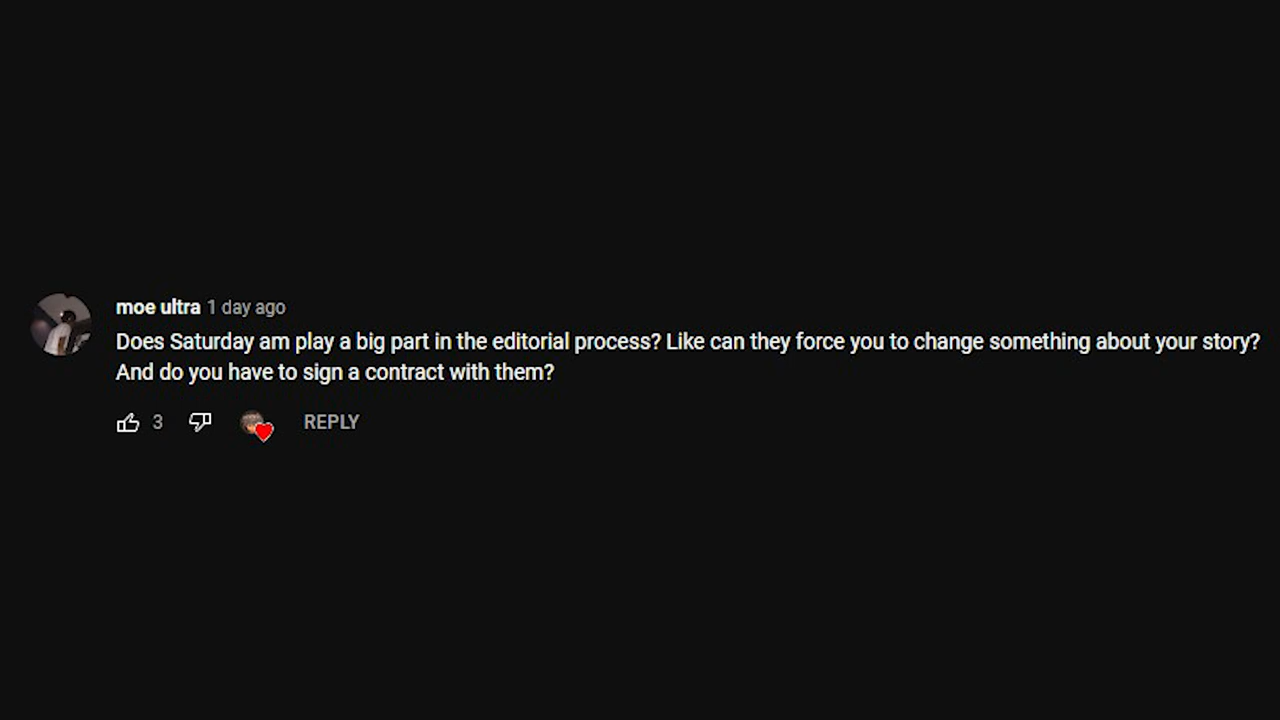 moe ultra 1 day ago
Does Saturday am play a big part in the editorial process? Like can they force you to change something about your story?
And do you have to sign a contract with them?
3 REPLY